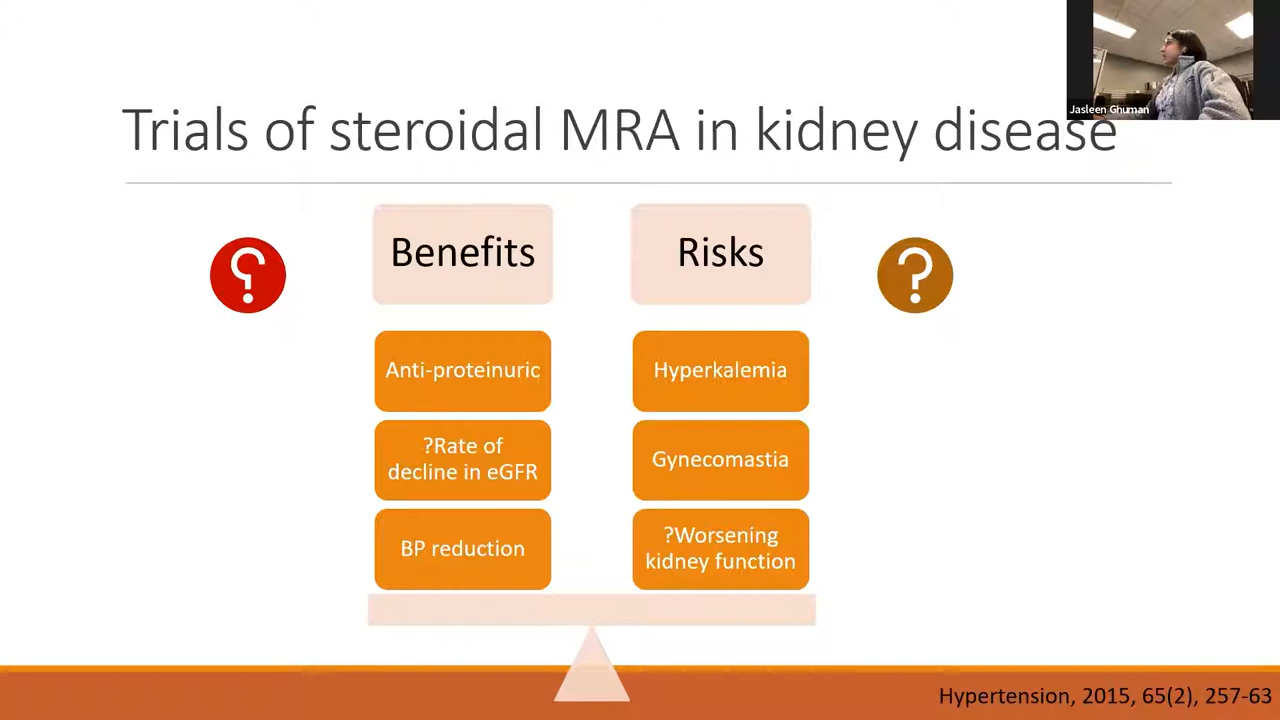 Jasleen Ghuman
Trials of steroidal MRA in kidney disease
Benefits
Risks
Anti-proteinuric
Hyperkalemia
?Rate of
decline in eGFR
Gynecomastia
BP reduction
?Worsening
kidney function
Hypertension, 2015, 65(2), 257-63